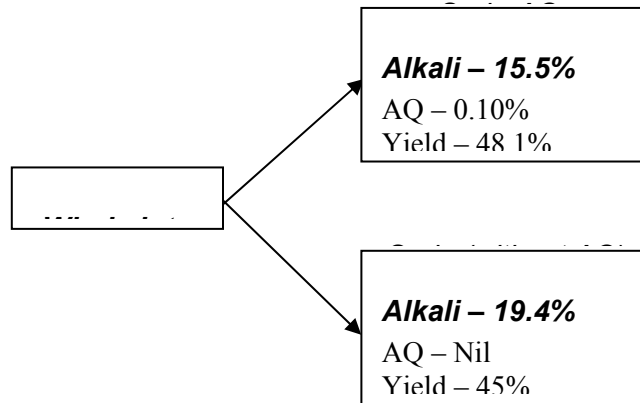 Alkali – 15.5%
AQ – 0.10%
Yield – 48.1%
Alkali – 19.4%
AQ – Nil
Yield – 45%